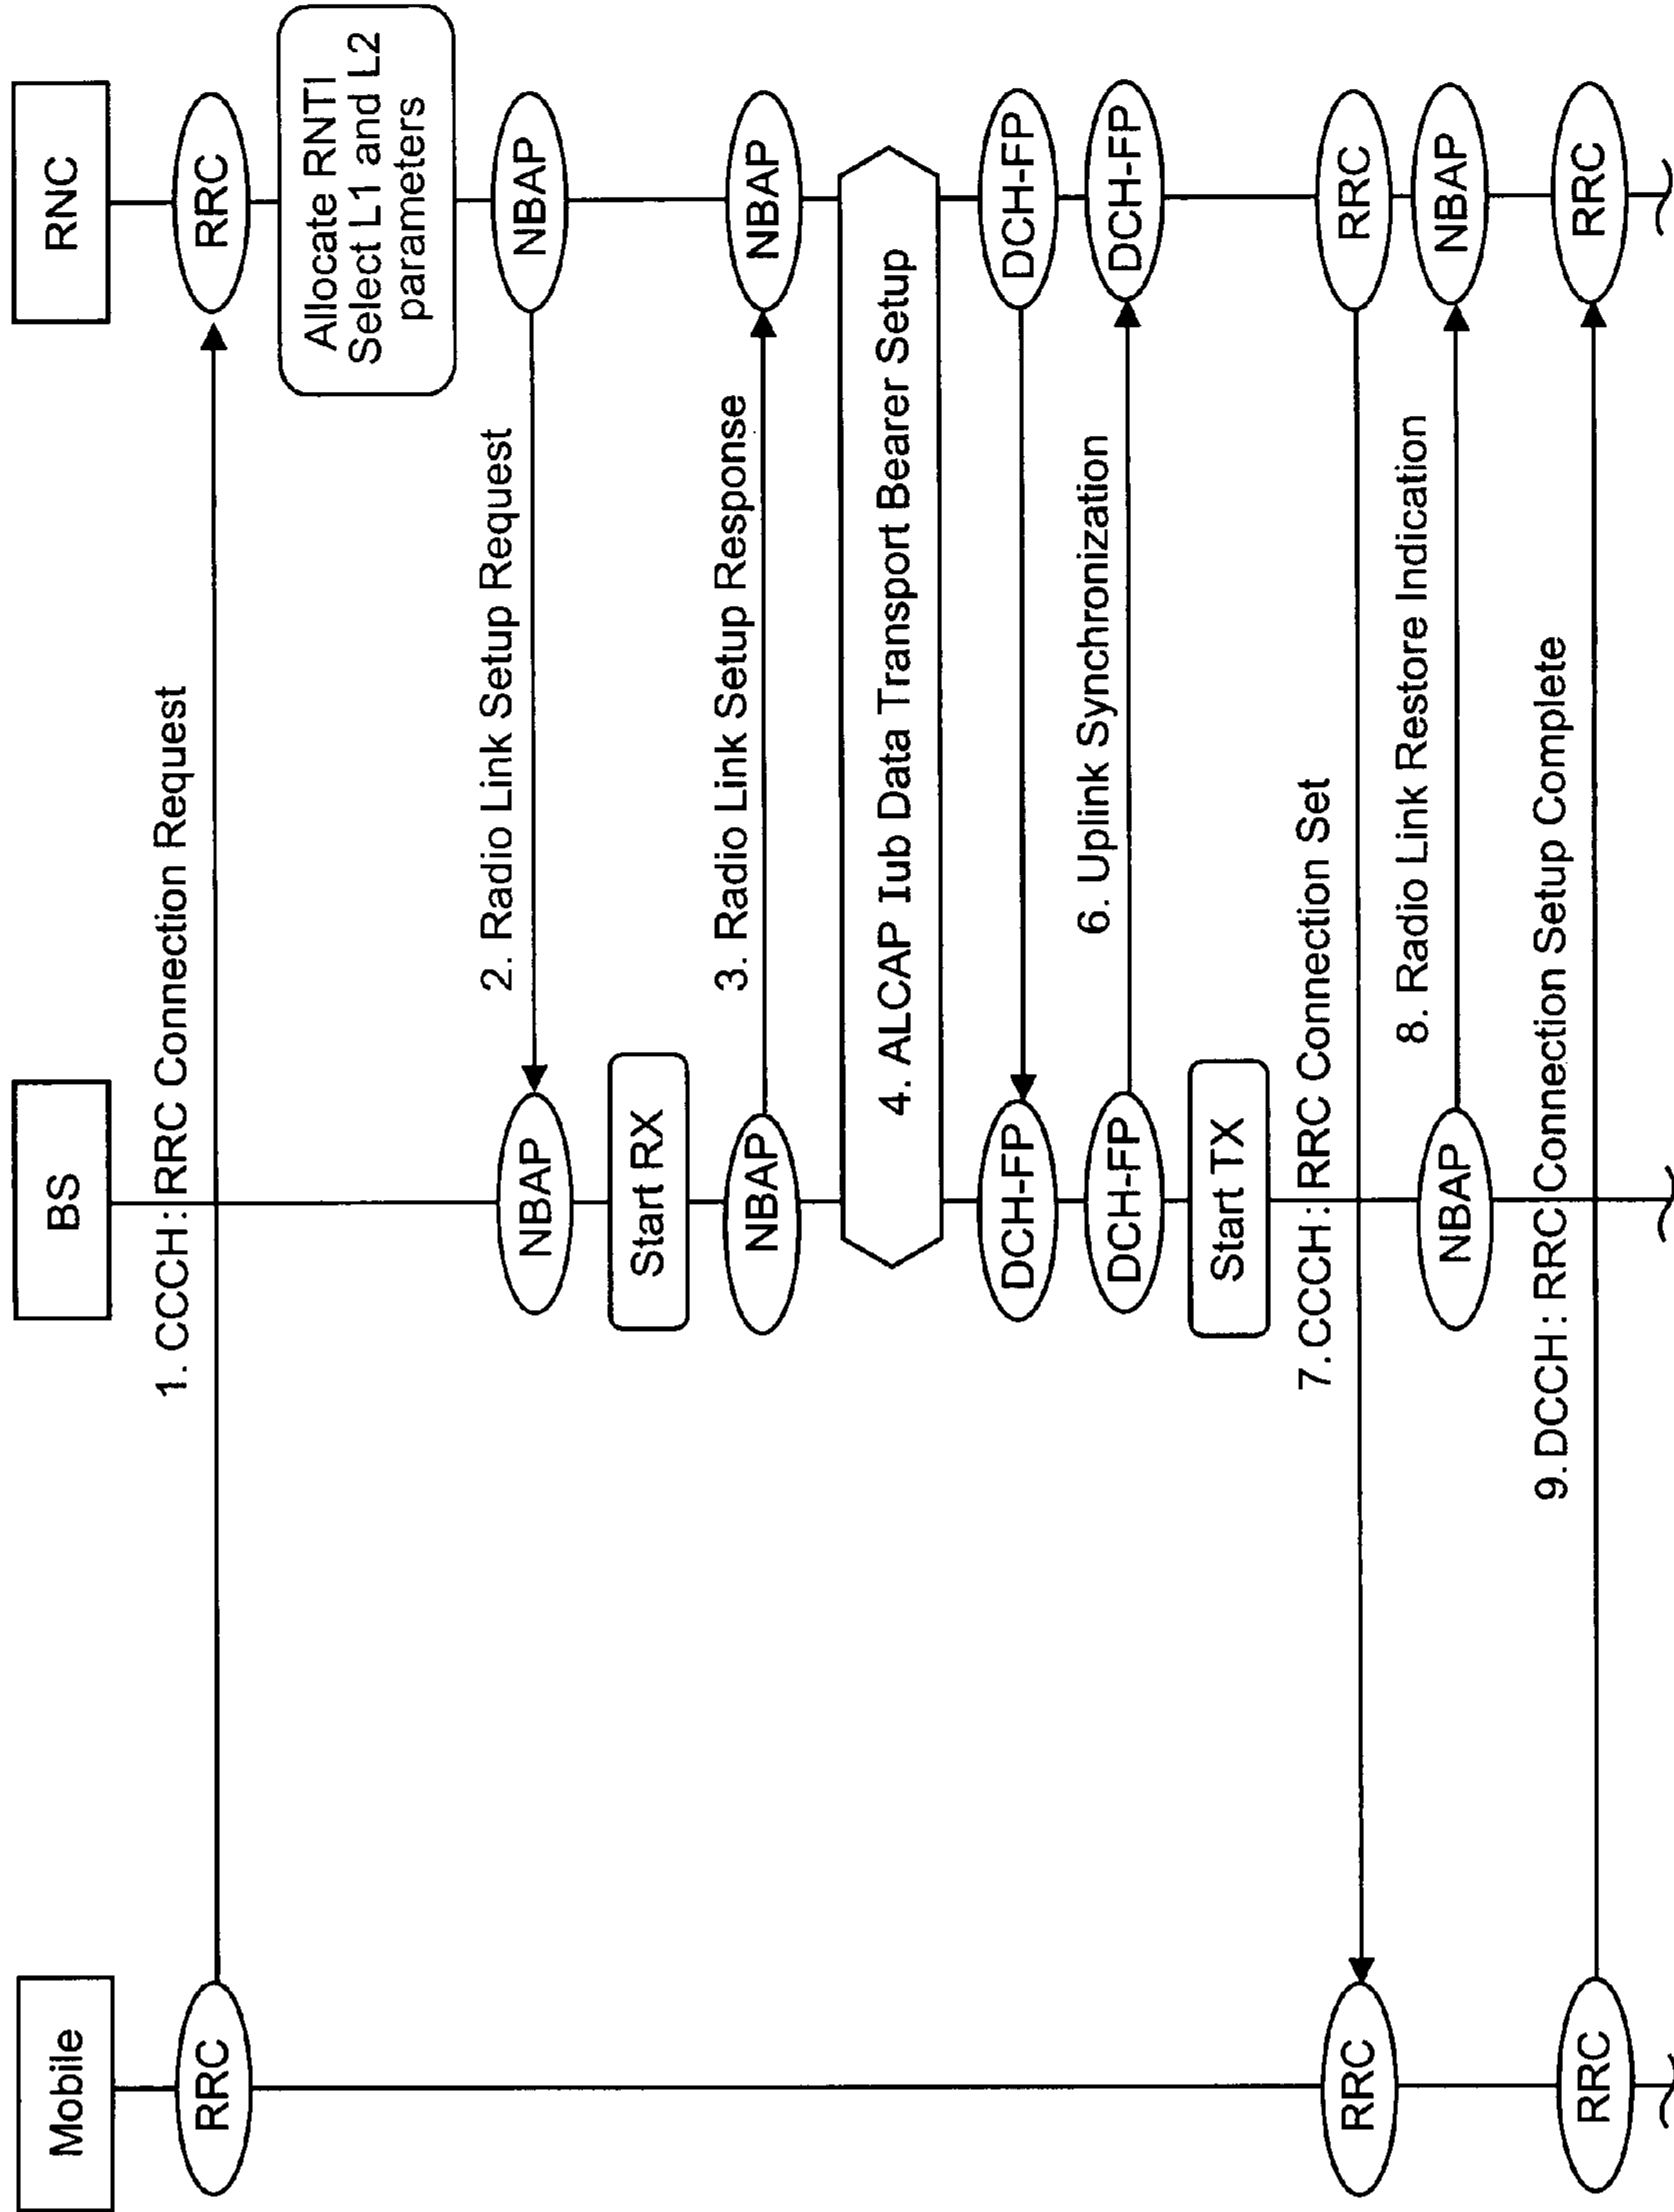 Mobile
BS
RNC
1. CCCH: RRC Connection Request
RRC
RRC
Allocate RNTI
Select L1 and L2
parameters
2. Radio Link Setup Request
NBAP
NBAP
Start RX
3. Radio Link Setup Response
NBAP
NBAP
4. ALCAP Iub Data Transport Bearer Setup
DCH-FP
DCH-FP
6. Uplink Synchronization
DCH-FP
DCH-FP
Start TX
7. CCCH: RRC Connection Set
RRC
RRC
8. Radio Link Restore Indication
NBAP
NBAP
9. DCCH: RRC Connection Setup Complete
RRC
RRC